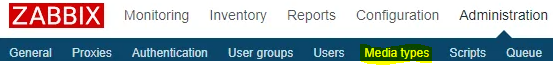 ZABBIX Monitoring Inventory Reports Configuration Administration
General Proxies Authentication User groups Users Media types Scripts Queue